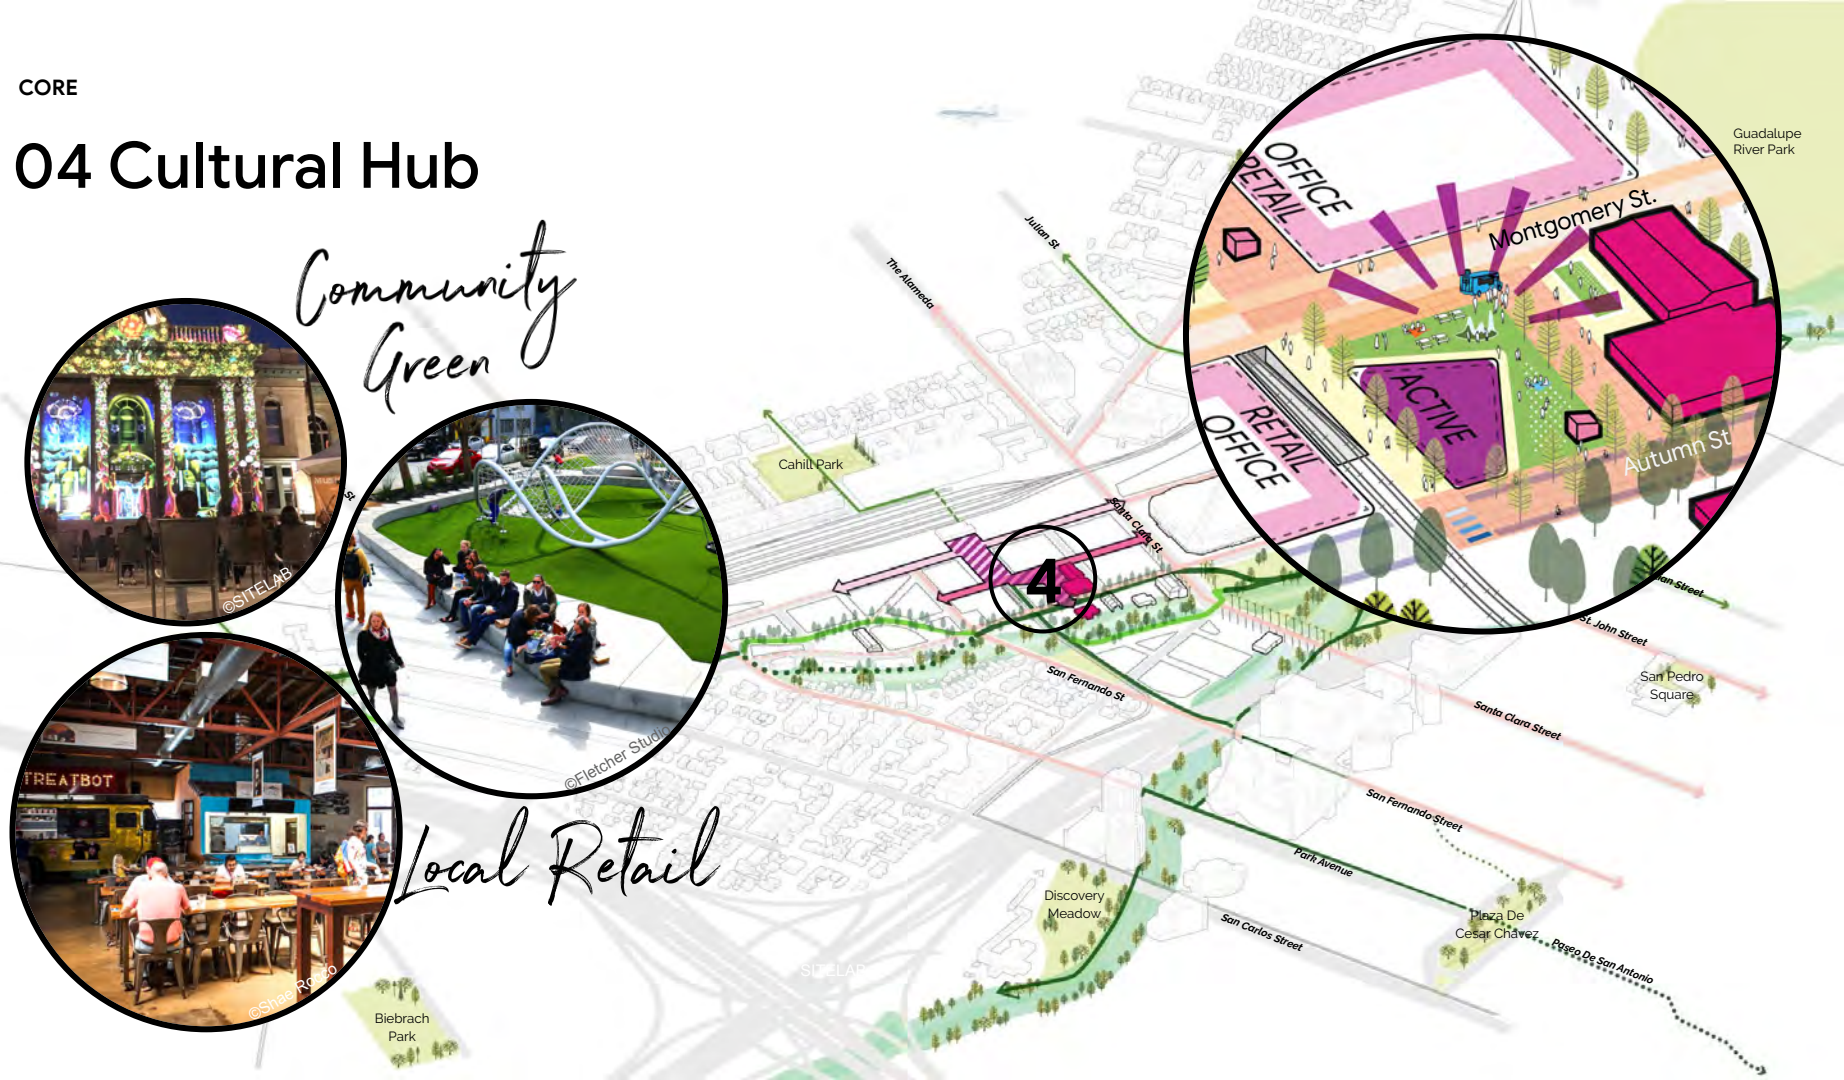 CORE
04 Cultural Hub
Community
Green
Local Retail
©SITELAB
©Fletcher Studio
TREATBOT
©Shae Rocco
St.
OFFICE
RETAIL
Montgomery St.
ACTIVE
RETAIL
OFFICE
Autumn St
Guadalupe
River Park
Julian St
The Alameda
Cahill Park
Santa Clara St.
4
San Fernando St
Street
St. John Street
San Pedro
Square
Santa Clara Street
San Fernando Street
Park Avenue
Discovery
Meadow
San Carlos Street
Plaza De
Cesar Chávez
Paseo De San Antonio
SITELAB
Biebrach
Park